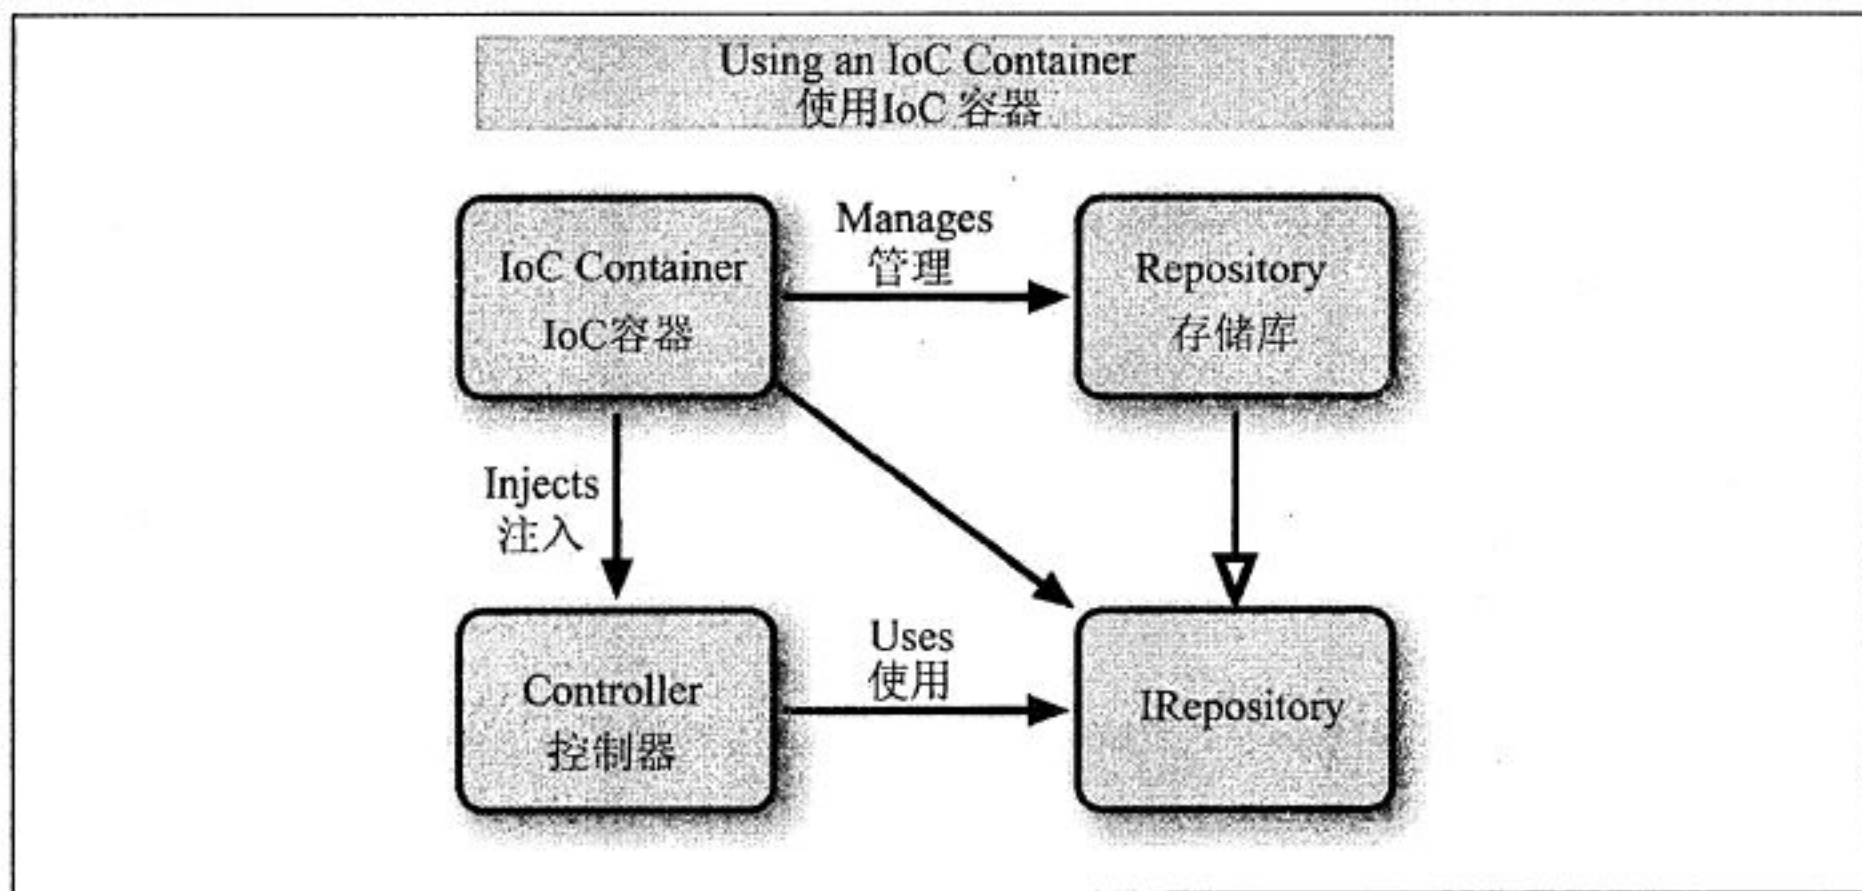 Using an IoC Container
使用IoC 容器
IoC Container
IoC容器
Manages
管理
Repository
存储库
Injects
注入
Controller
控制器
Uses
使用
IRepository